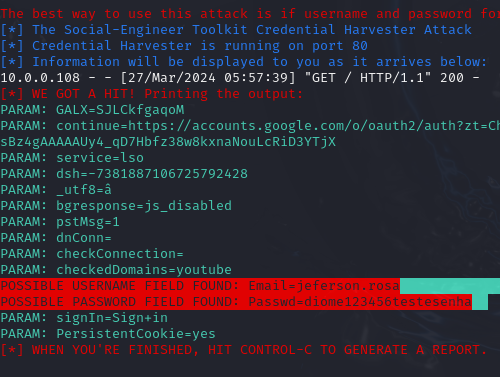 The best way to use this attack is if username and password for
[*] The Social-Engineer Toolkit Credential Harvester Attack
[*] Credential Harvester is running on port 80
[*] Information will be displayed to you as it arrives below:
10.0.0.108 - - [27/Mar/2024 05:57:39] "GET / HTTP/1.1" 200 -
[*] WE GOT A HIT! Printing the output:
PARAM: GALX=SJLCkfgaqoM
PARAM: continue=https://accounts.google.com/o/oauth2/auth?zt=Ch
sBz4gAAAAAUy4_qD7Hbfz38w8kxnaNouLcRiD3YTjX
PARAM: service=lso
PARAM: dsh=-7381887106725792428
PARAM: _utf8=â
PARAM: bgresponse=js_disabled
PARAM: pstMsg=1
PARAM: dnConn=
PARAM: checkConnection=
PARAM: checkedDomains=youtube
POSSIBLE USERNAME FIELD FOUND: Email=jeferson.rosa
POSSIBLE PASSWORD FIELD FOUND: Passwd=diome123456testesenha
PARAM: signIn=Sign+in
PARAM: PersistentCookie=yes
[*] WHEN YOU'RE FINISHED, HIT CONTROL-C TO GENERATE A REPORT.